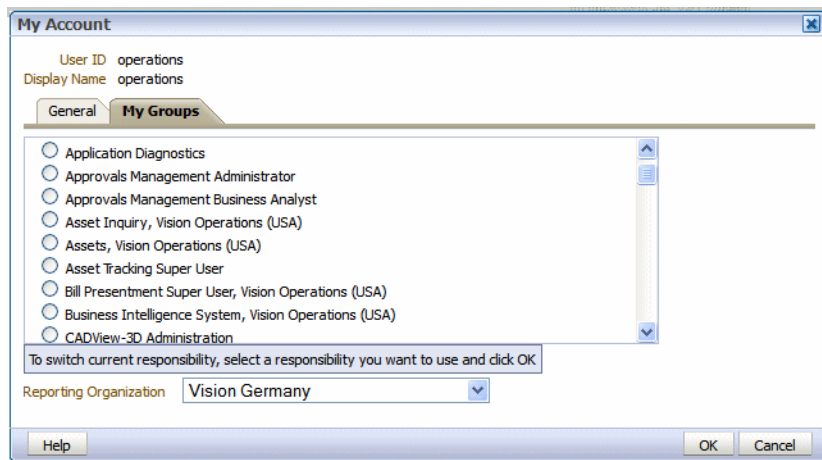 My Account
User ID operations
Display Name operations
General My Groups
Application Diagnostics
Approvals Management Administrator
Approvals Management Business Analyst
Asset Inquiry, Vision Operations (USA)
Assets, Vision Operations (USA)
Asset Tracking Super User
Bill Presentment Super User, Vision Operations (USA)
Business Intelligence System, Vision Operations (USA)
CADView-3D Administration
To switch current responsibility, select a responsibility you want to use and click OK
Reporting Organization Vision Germany
Help OK Cancel